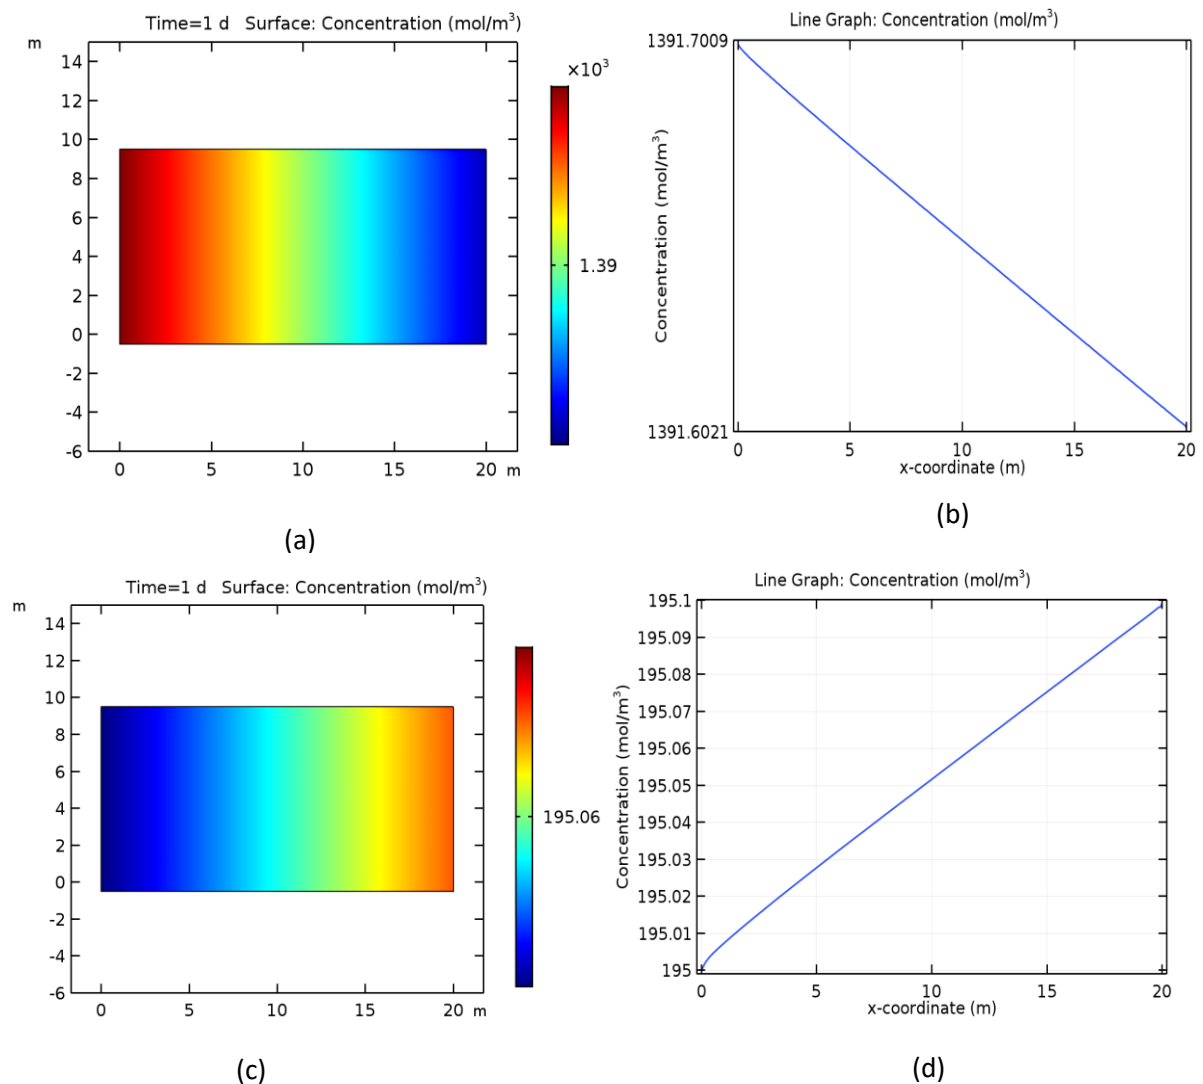 Time=1 d   Surface: Concentration (mol/m³)
m
14
12
10
8
6
4
2
0
-2
-4
-6
0 5 10 15 20 m
×10³
1.39
(a)
Line Graph: Concentration (mol/m³)
1391.7009
Concentration (mol/m³)
1391.6021
0 5 10 15 20
x-coordinate (m)
(b)
Time=1 d   Surface: Concentration (mol/m³)
m
14
12
10
8
6
4
2
0
-2
-4
-6
0 5 10 15 20 m
195.06
(c)
Line Graph: Concentration (mol/m³)
195.1
195.09
195.08
195.07
195.06
195.05
195.04
195.03
195.02
195.01
195
Concentration (mol/m³)
0 5 10 15 20
x-coordinate (m)
(d)